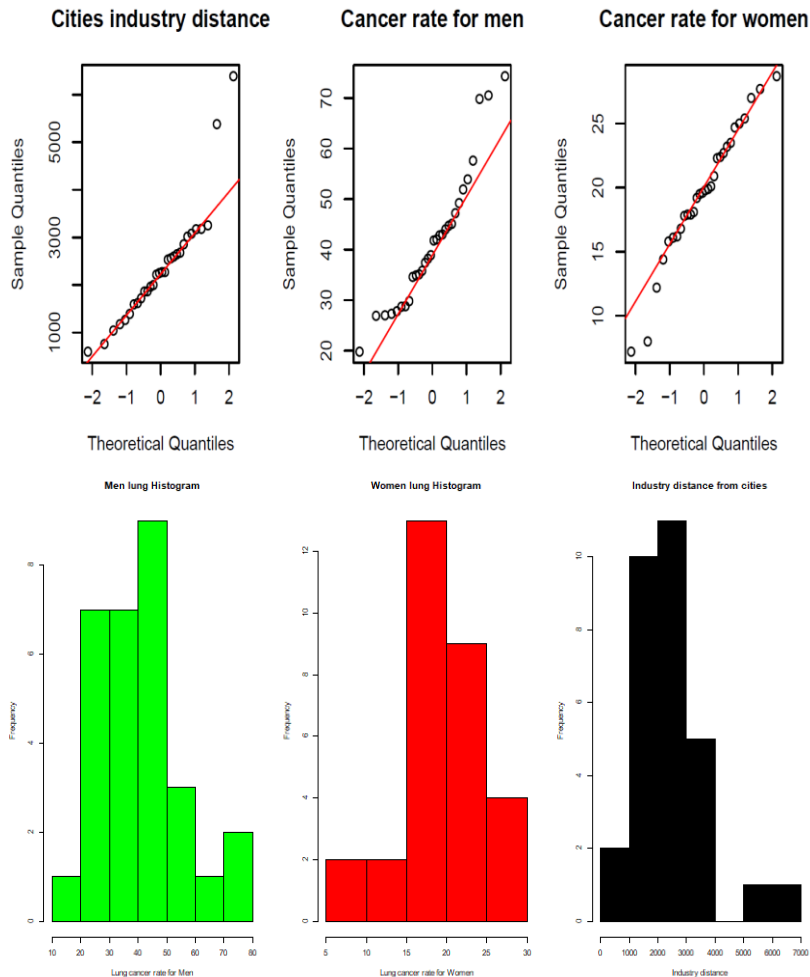 Cities industry distance
Cancer rate for men
Cancer rate for women
Sample Quantiles
1000
3000
5000
−2 −1 0 1 2
Theoretical Quantiles
Sample Quantiles
20
30
40
50
60
70
−2 −1 0 1 2
Theoretical Quantiles
Sample Quantiles
10
15
20
25
−2 −1 0 1 2
Theoretical Quantiles
Men lung Histogram
Frequency
0
2
4
6
8
10 20 30 40 50 60 70 80
Lung cancer rate for Men
Women lung Histogram
Frequency
0
2
4
6
8
10
12
5 10 15 20 25 30
Lung cancer rate for Women
Industry distance from cities
Frequency
0
2
4
6
8
10
0 1000 2000 3000 4000 5000 6000 7000
Industry distance